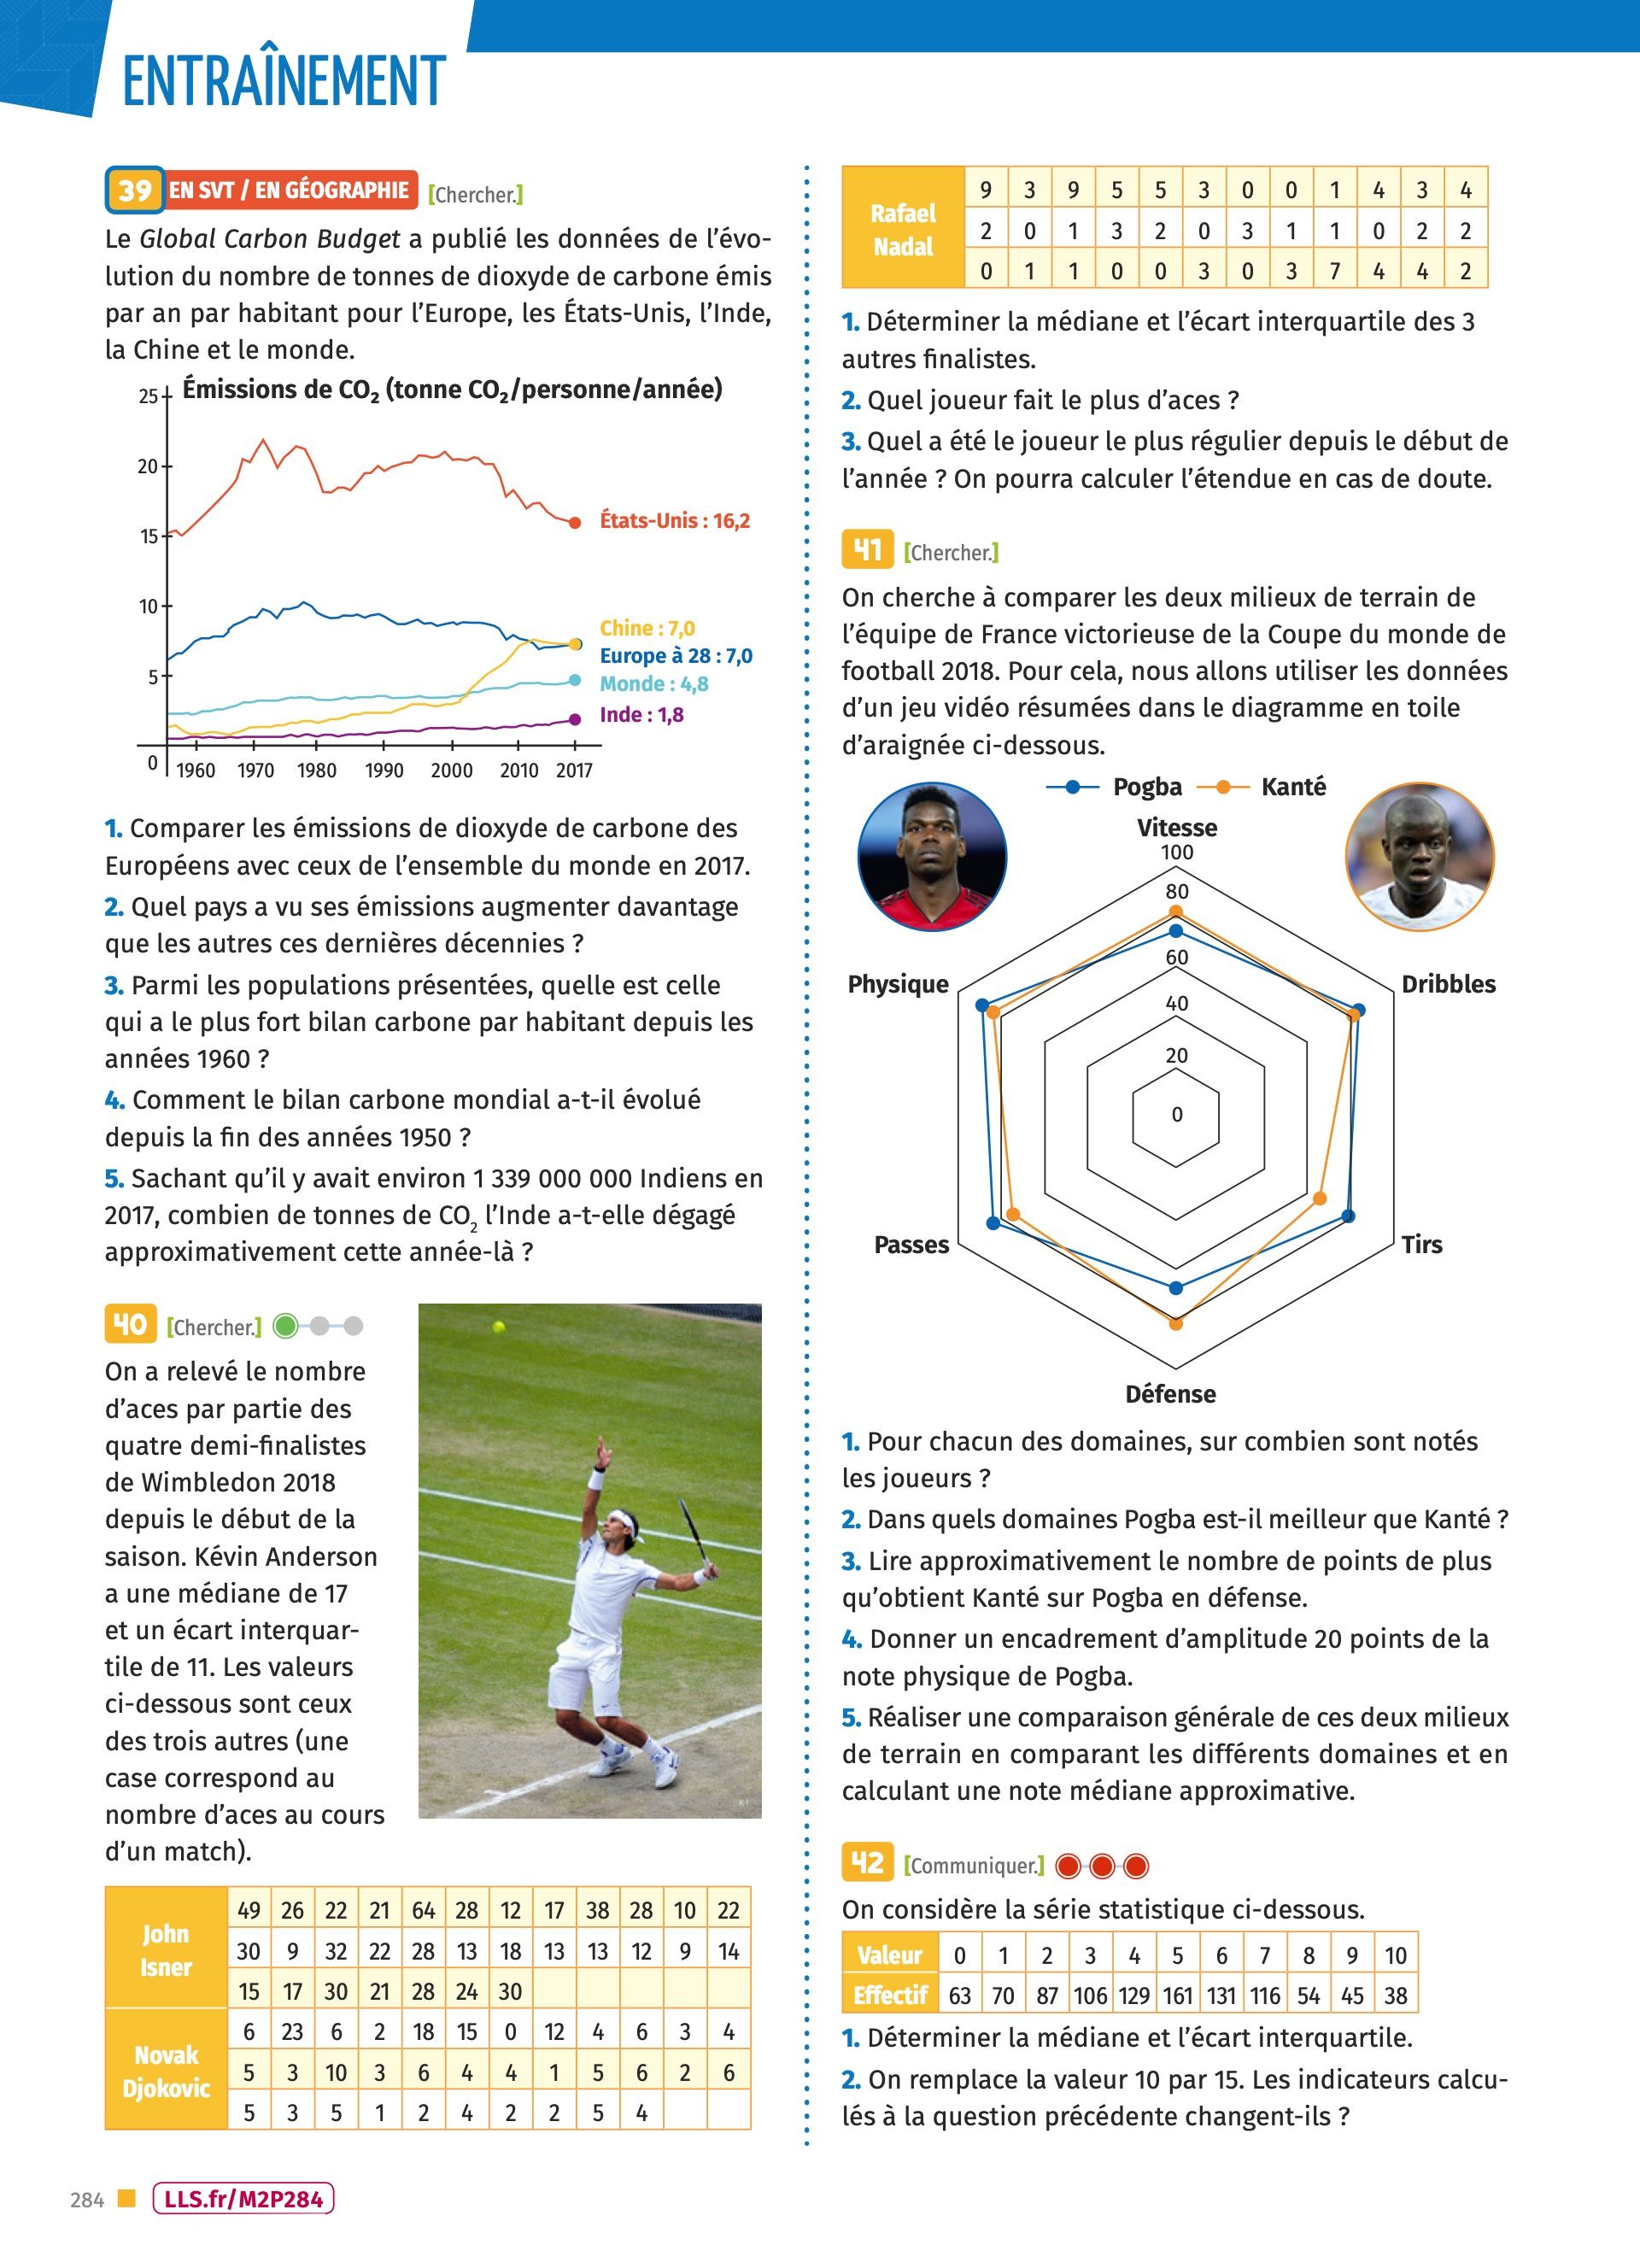 ENTRAÎNEMENT
39 EN SVT / EN GÉOGRAPHIE [Chercher.]
Le Global Carbon Budget a publié les données de l’évo-
lution du nombre de tonnes de dioxyde de carbone émis
par an par habitant pour l’Europe, les États-Unis, l’Inde,
la Chine et le monde.
Émissions de CO₂ (tonne CO₂/personne/année)
25
20
15
10
5
0
États-Unis : 16,2
Chine : 7,0
Europe à 28 : 7,0
Monde : 4,8
Inde : 1,8
1960 1970 1980 1990 2000 2010 2017
1. Comparer les émissions de dioxyde de carbone des
Européens avec ceux de l’ensemble du monde en 2017.
2. Quel pays a vu ses émissions augmenter davantage
que les autres ces dernières décennies ?
3. Parmi les populations présentées, quelle est celle
qui a le plus fort bilan carbone par habitant depuis les
années 1960 ?
4. Comment le bilan carbone mondial a-t-il évolué
depuis la fin des années 1950 ?
5. Sachant qu’il y avait environ 1 339 000 000 Indiens en
2017, combien de tonnes de CO₂ l’Inde a-t-elle dégagé
approximativement cette année-là ?
40 [Chercher.]
On a relevé le nombre
d’aces par partie des
quatre demi-finalistes
de Wimbledon 2018
depuis le début de la
saison. Kévin Anderson
a une médiane de 17
et un écart interquar-
tile de 11. Les valeurs
ci-dessous sont ceux
des trois autres (une
case correspond au
nombre d’aces au cours
d’un match).
John
Isner
49 26 22 21 64 28 12 17 38 28 10 22
30 9 32 22 28 13 18 13 13 12 9 14
15 17 30 21 28 24 30
Novak
Djokovic
6 23 6 2 18 15 0 12 4 6 3 4
5 3 10 3 6 4 4 1 5 6 2 6
5 3 5 1 2 4 2 2 5 4
Rafael
Nadal
9 3 9 5 5 3 0 0 1 4 3 4
2 0 1 3 2 0 3 1 1 0 2 2
0 1 1 0 0 3 0 3 7 4 4 2
1. Déterminer la médiane et l’écart interquartile des 3
autres finalistes.
2. Quel joueur fait le plus d’aces ?
3. Quel a été le joueur le plus régulier depuis le début de
l’année ? On pourra calculer l’étendue en cas de doute.
41 [Chercher.]
On cherche à comparer les deux milieux de terrain de
l’équipe de France victorieuse de la Coupe du monde de
football 2018. Pour cela, nous allons utiliser les données
d’un jeu vidéo résumées dans le diagramme en toile
d’araignée ci-dessous.
Pogba Kanté
Vitesse
100
80
60
40
20
0
Physique
Dribbles
Passes
Tirs
Défense
1. Pour chacun des domaines, sur combien sont notés
les joueurs ?
2. Dans quels domaines Pogba est-il meilleur que Kanté ?
3. Lire approximativement le nombre de points de plus
qu’obtient Kanté sur Pogba en défense.
4. Donner un encadrement d’amplitude 20 points de la
note physique de Pogba.
5. Réaliser une comparaison générale de ces deux milieux
de terrain en comparant les différents domaines et en
calculant une note médiane approximative.
42 [Communiquer.]
On considère la série statistique ci-dessous.
Valeur 0 1 2 3 4 5 6 7 8 9 10
Effectif 63 70 87 106 129 161 131 116 54 45 38
1. Déterminer la médiane et l’écart interquartile.
2. On remplace la valeur 10 par 15. Les indicateurs calcu-
lés à la question précédente changent-ils ?
284 LLS.fr/M2P284